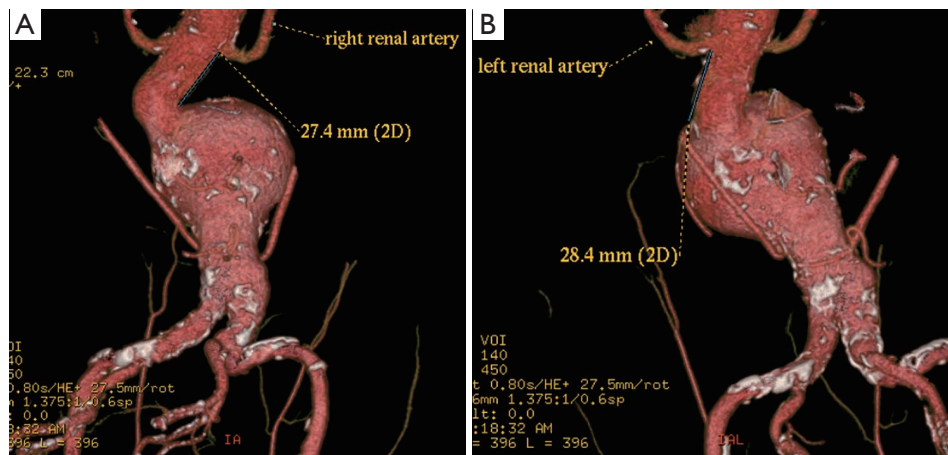 A
right renal artery
22.3 cm
+
27.4 mm (2D)
OI
40
50
0.80s/HE+ 27.5mm/rot
m 1.375:1/0.6sp
: 0.0
8:32 AM
396 L = 396
IA
B
left renal artery
28.4 mm (2D)
VOI
140
450
t 0.80s/HE+ 27.5mm/rot
6mm 1.375:1/0.6sp
lt: 0.0
:18:32 AM
= 396 L = 396
IAL